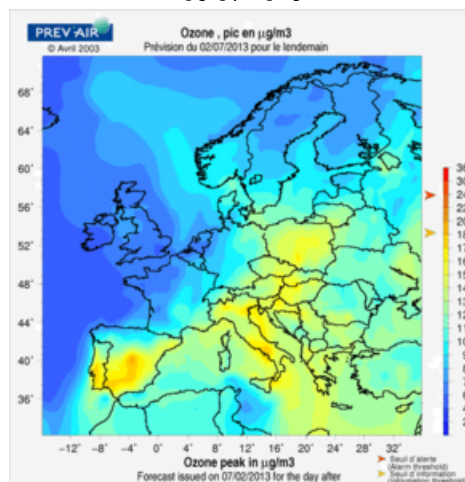 PREV'AIR
© Avril 2003
Ozone , pic en µg/m3
Prévision du 02/07/2013 pour le lendemain
68°
64°
60°
56°
52°
48°
44°
40°
36°
−12° −8° −4° 0° 4° 8° 12° 16° 20° 24° 28° 32°
Ozone peak in µg/m3
Forecast issued on 07/02/2013 for the day after
Seuil d'alerte
(Alarm threshold)
Seuil d'information
(Information threshold)